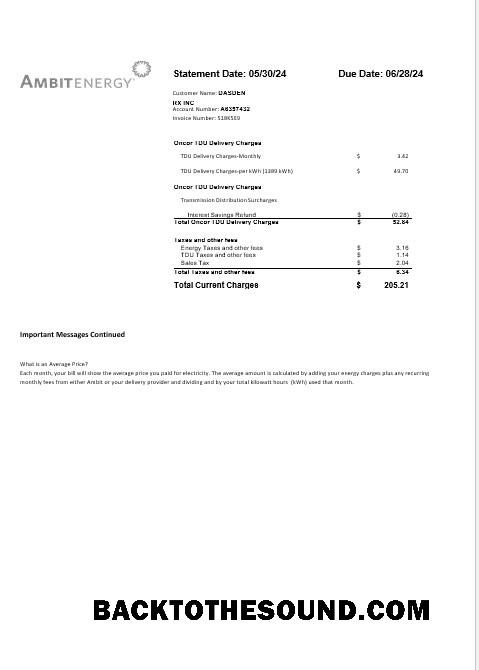 AMBITENERGY
Statement Date: 05/30/24 Due Date: 06/28/24
Customer Name: DASDEN
RX INC
Account Number: A6357432
Invoice Number: 518K5E9
Oncor TDU Delivery Charges
TDU Delivery Charges-Monthly $ 3.42
TDU Delivery Charges-per kWh (1389 kWh) $ 49.70
Oncor TDU Delivery Charges
Transmission Distribution Surcharges
Interest Savings Refund $ (0.28)
Total Oncor TDU Delivery Charges $ 52.84
Taxes and other fees
Energy Taxes and other fees $ 3.16
TDU Taxes and other fees $ 1.14
Sales Tax $ 2.04
Total Taxes and other fees $ 6.34
Total Current Charges $ 205.21
Important Messages Continued
What is an Average Price?
Each month, your bill will show the average price you paid for electricity. The average amount is calculated by adding your energy charges plus any recurring
monthly fees from either Ambit or your delivery provider and dividing and by your total kilowatt hours (kWh) used that month.
BACKTOTHESOUND.COM